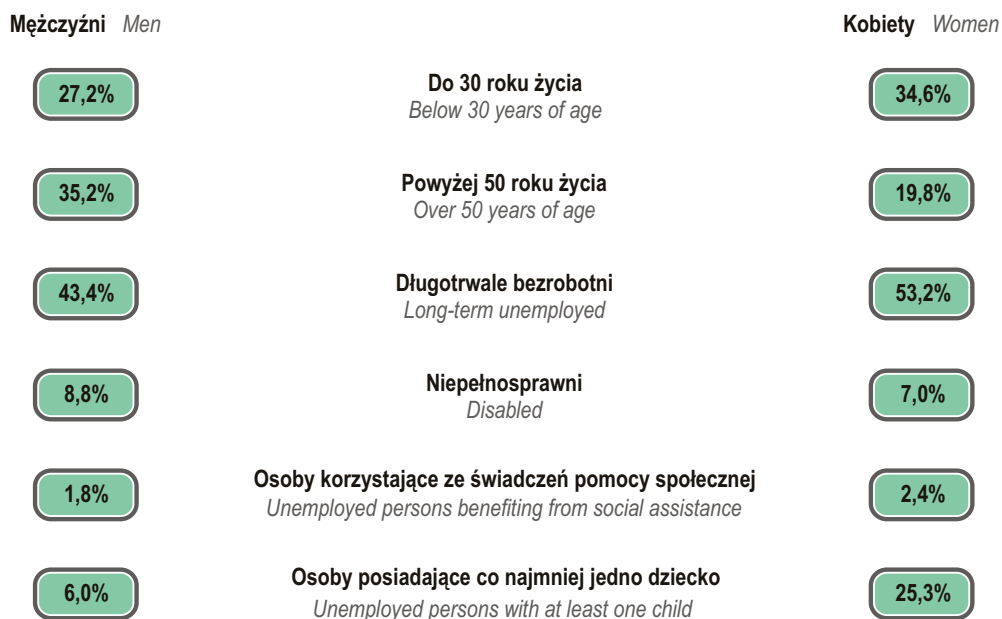 Mężczyźni Men Kobiety Women
27,2% Do 30 roku życia 34,6%
Below 30 years of age
35,2% Powyżej 50 roku życia 19,8%
Over 50 years of age
43,4% Długotrwale bezrobotni 53,2%
Long-term unemployed
8,8% Niepełnosprawni 7,0%
Disabled
1,8% Osoby korzystające ze świadczeń pomocy społecznej 2,4%
Unemployed persons benefiting from social assistance
6,0% Osoby posiadające co najmniej jedno dziecko 25,3%
Unemployed persons with at least one child